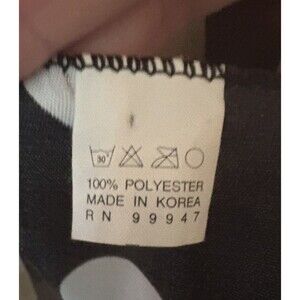 30°
100% POLYESTER
MADE IN KOREA
RN 99947